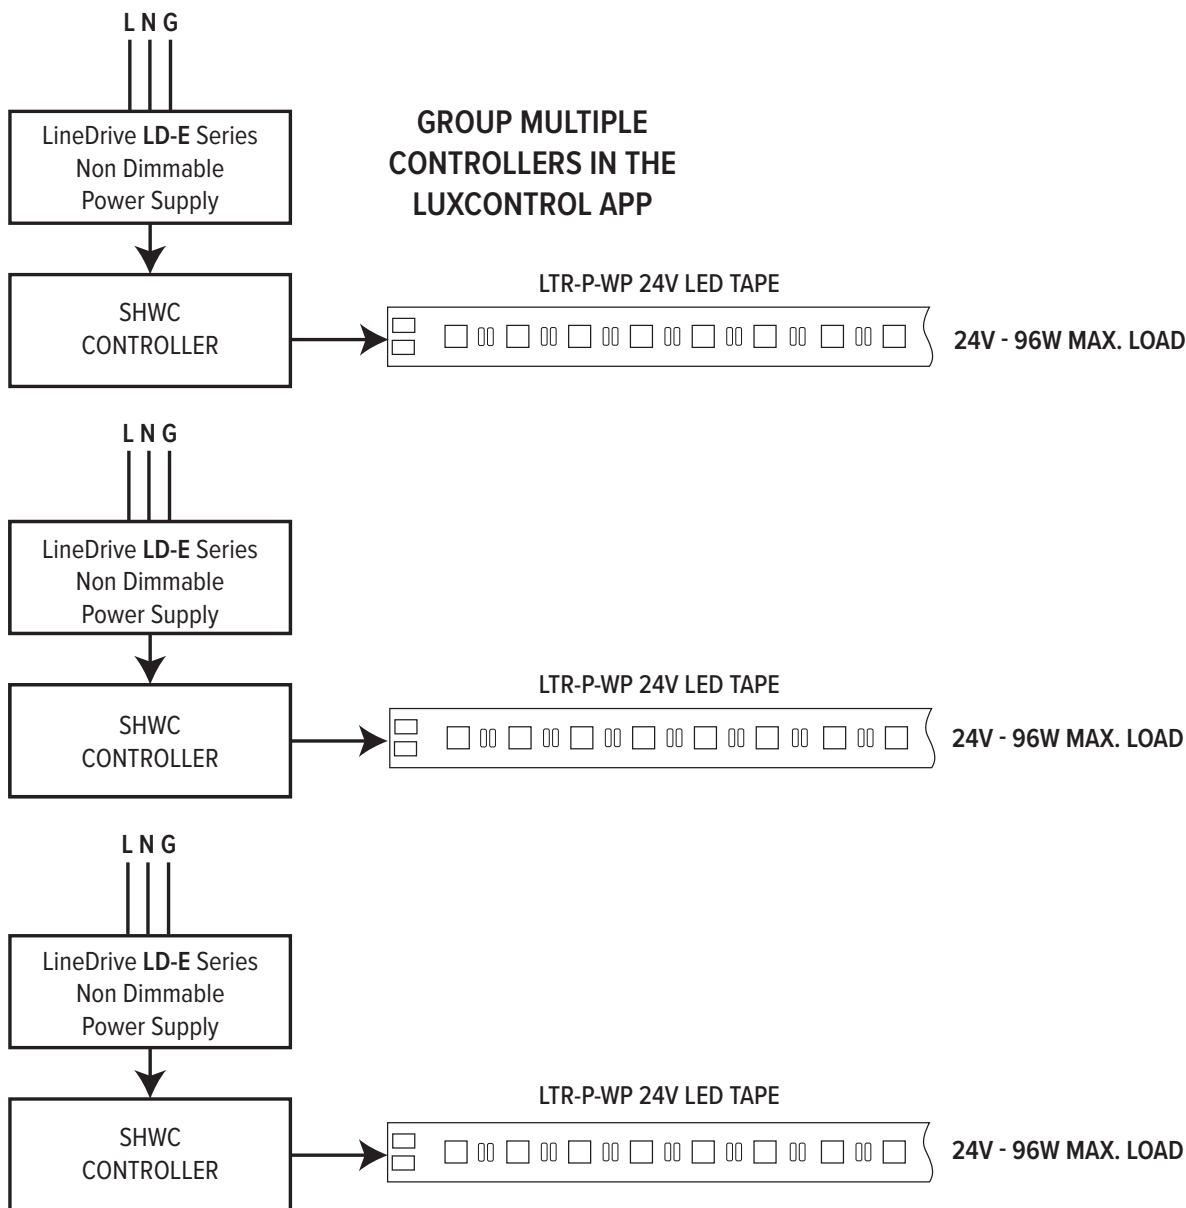 L N G
LineDrive LD-E Series
Non Dimmable
Power Supply
GROUP MULTIPLE
CONTROLLERS IN THE
LUXCONTROL APP
SHWC
CONTROLLER
LTR-P-WP 24V LED TAPE
24V - 96W MAX. LOAD
L N G
LineDrive LD-E Series
Non Dimmable
Power Supply
SHWC
CONTROLLER
LTR-P-WP 24V LED TAPE
24V - 96W MAX. LOAD
L N G
LineDrive LD-E Series
Non Dimmable
Power Supply
SHWC
CONTROLLER
LTR-P-WP 24V LED TAPE
24V - 96W MAX. LOAD